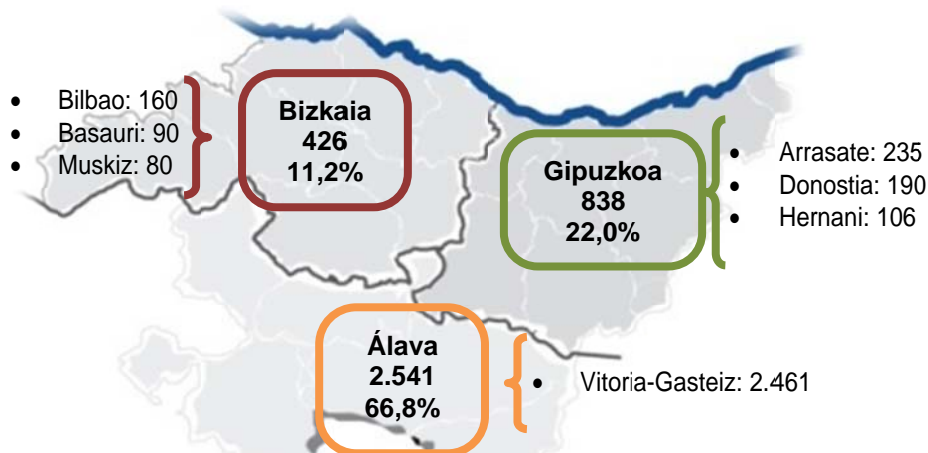 • Bilbao: 160
• Basauri: 90
• Muskiz: 80
Bizkaia
426
11,2%
Gipuzkoa
838
22,0%
• Arrasate: 235
• Donostia: 190
• Hernani: 106
Álava
2.541
66,8%
• Vitoria-Gasteiz: 2.461